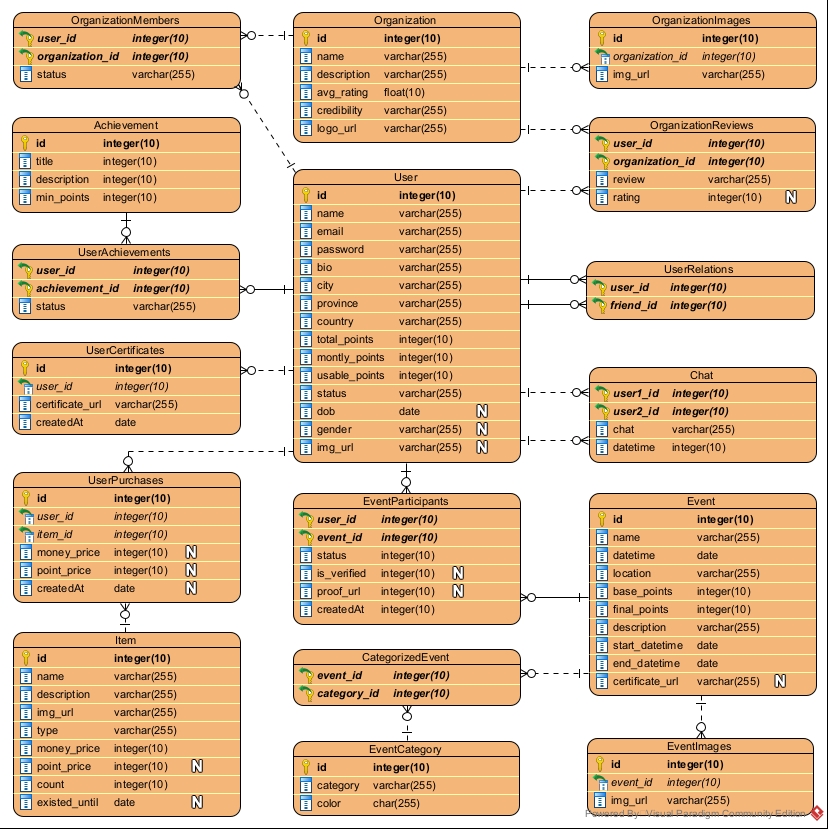 OrganizationMembers
user_id integer(10)
organization_id integer(10)
status varchar(255)
Organization
id integer(10)
name varchar(255)
description varchar(255)
avg_rating float(10)
credibility varchar(255)
logo_url varchar(255)
OrganizationImages
id integer(10)
organization_id integer(10)
img_url varchar(255)
Achievement
id integer(10)
title integer(10)
description integer(10)
min_points integer(10)
OrganizationReviews
user_id integer(10)
organization_id integer(10)
review varchar(255)
rating integer(10) N
User
id integer(10)
name varchar(255)
email varchar(255)
password varchar(255)
bio varchar(255)
city varchar(255)
province varchar(255)
country varchar(255)
total_points integer(10)
montly_points integer(10)
usable_points integer(10)
status varchar(255)
dob date N
gender varchar(255) N
img_url varchar(255) N
UserAchievements
user_id integer(10)
achievement_id integer(10)
status varchar(255)
UserRelations
user_id integer(10)
friend_id integer(10)
UserCertificates
id integer(10)
user_id integer(10)
certificate_url varchar(255)
createdAt date
Chat
user1_id integer(10)
user2_id integer(10)
chat varchar(255)
datetime integer(10)
UserPurchases
id integer(10)
user_id integer(10)
item_id integer(10)
money_price integer(10) N
point_price integer(10) N
createdAt date N
EventParticipants
user_id integer(10)
event_id integer(10)
status integer(10)
is_verified integer(10) N
proof_url integer(10) N
createdAt integer(10)
Event
id integer(10)
name varchar(255)
datetime date
location varchar(255)
base_points integer(10)
final_points integer(10)
description varchar(255)
start_datetime date
end_datetime date
certificate_url varchar(255) N
Item
id integer(10)
name varchar(255)
description varchar(255)
img_url varchar(255)
type varchar(255)
money_price integer(10)
point_price integer(10) N
count integer(10)
existed_until date N
CategorizedEvent
event_id integer(10)
category_id integer(10)
EventCategory
id integer(10)
category varchar(255)
color char(255)
EventImages
id integer(10)
event_id integer(10)
img_url varchar(255)
Powered By: Visual Paradigm Community Edition